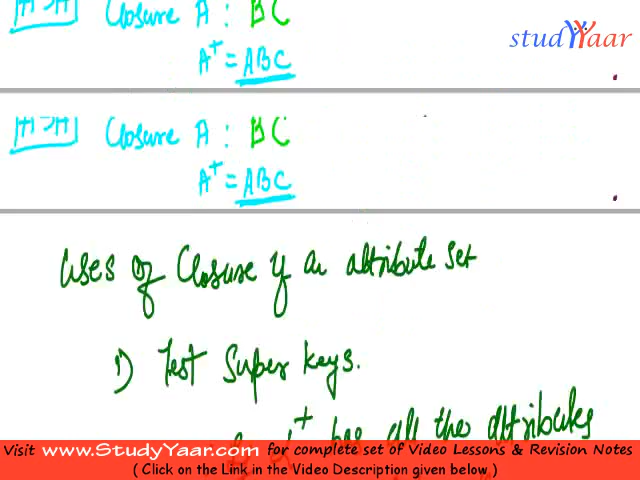 A→A Closure A : BC
studYYaar
A⁺ = ABC
A→A Closure A : BC
A⁺ = ABC
Uses of Closure of an attribute set
1) Test Super keys.
+ has all the attributes
Visit www.StudyYaar.com for complete set of Video Lessons & Revision Notes
( Click on the Link in the Video Description given below )